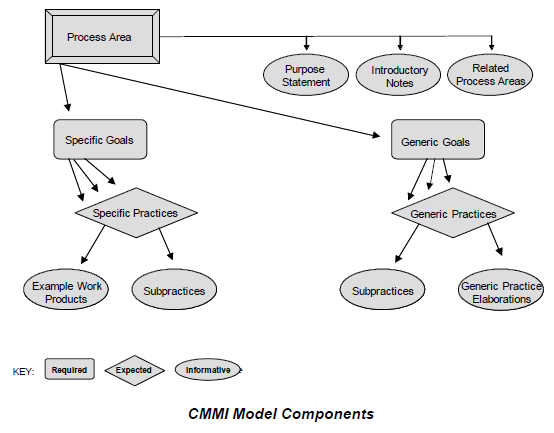 Process Area
Purpose
Statement
Introductory
Notes
Related
Process Areas
Specific Goals
Generic Goals
Specific Practices
Generic Practices
Example Work
Products
Subpractices
Subpractices
Generic Practice
Elaborations
KEY:
Required
Expected
Informative
CMMI Model Components